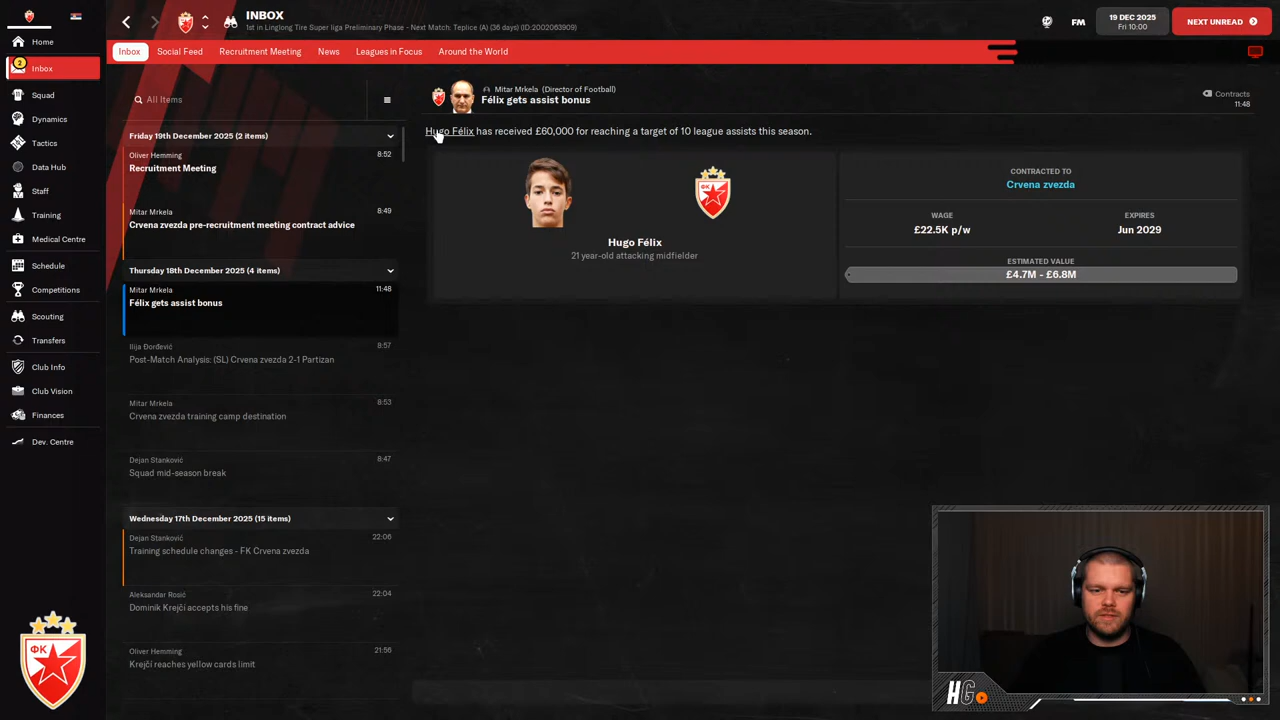 INBOX
1st in Linglong Tire Super liga Preliminary Phase - Next Match: Teplice (A) (36 days) (ID:2002063909)
FM
19 DEC 2025
Fri 10:00
NEXT UNREAD
Home
2
Inbox
Squad
Dynamics
Tactics
Data Hub
Staff
Training
Medical Centre
Schedule
Competitions
Scouting
Transfers
Club Info
Club Vision
Finances
Dev. Centre
Inbox
Social Feed
Recruitment Meeting
News
Leagues in Focus
Around the World
All Items
Friday 19th December 2025 (2 items)
Oliver Hemming
8:52
Recruitment Meeting
Mitar Mrkela
8:49
Crvena zvezda pre-recruitment meeting contract advice
Thursday 18th December 2025 (4 items)
Mitar Mrkela
11:48
Félix gets assist bonus
Ilija Đorđević
8:57
Post-Match Analysis: (SL) Crvena zvezda 2-1 Partizan
Mitar Mrkela
8:53
Crvena zvezda training camp destination
Dejan Stanković
8:47
Squad mid-season break
Wednesday 17th December 2025 (15 items)
Dejan Stanković
22:06
Training schedule changes - FK Crvena zvezda
Aleksandar Rosić
22:04
Dominik Krejčí accepts his fine
Oliver Hemming
21:56
Krejčí reaches yellow cards limit
Mitar Mrkela (Director of Football)
Félix gets assist bonus
Contracts
11:48
Hugo Félix has received £60,000 for reaching a target of 10 league assists this season.
Hugo Félix
21 year-old attacking midfielder
CONTRACTED TO
Crvena zvezda
WAGE
£22.5K p/w
EXPIRES
Jun 2029
ESTIMATED VALUE
£4.7M - £6.8M
ФК
ФК
HG